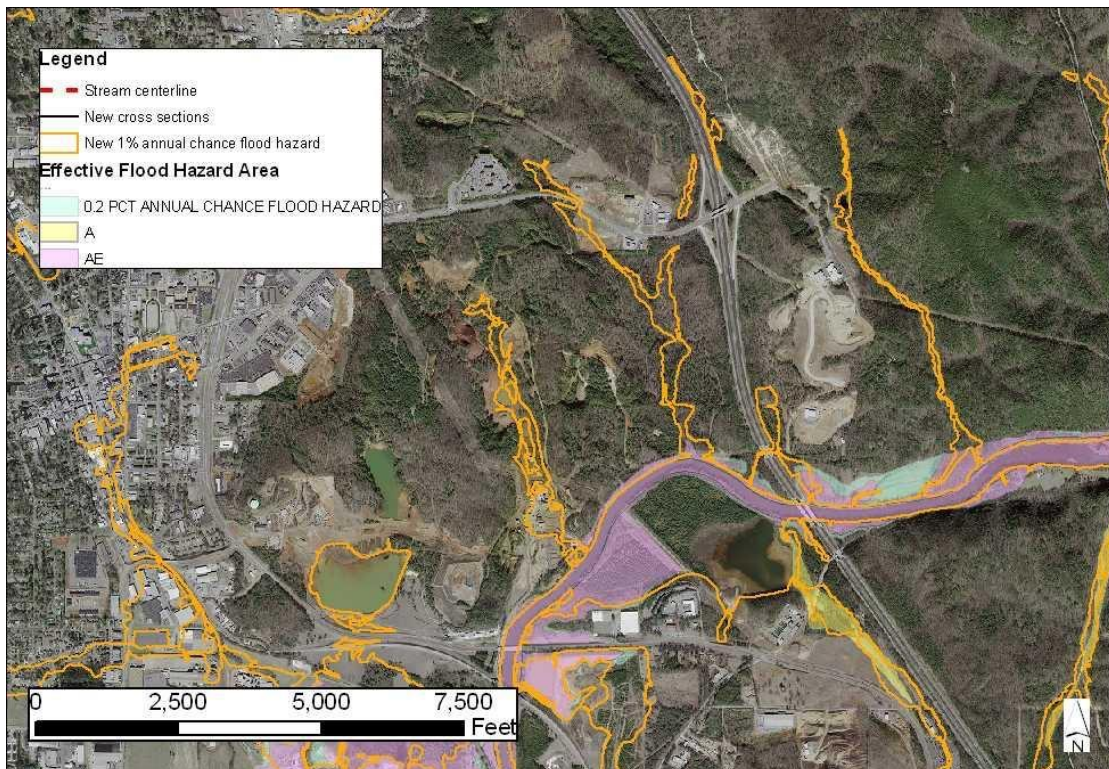 Legend
Stream centerline
New cross sections
New 1% annual chance flood hazard
Effective Flood Hazard Area
...
0.2 PCT ANNUAL CHANCE FLOOD HAZARD
A
AE
0 2,500 5,000 7,500
Feet
N